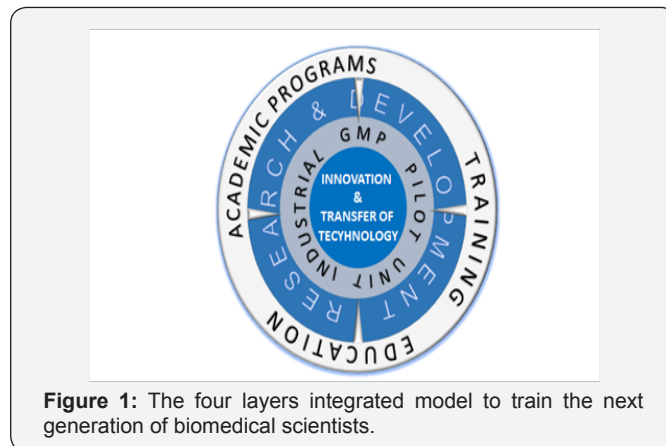 ACADEMIC PROGRAMS
TRAINING
EDUCATION
RESEARCH & DEVELOPMENT
INDUSTRIAL GMP PILOT UNIT
INNOVATION
&
TRANSFER OF
TECYHNOLOGY
Figure 1: The four layers integrated model to train the next
generation of biomedical scientists.